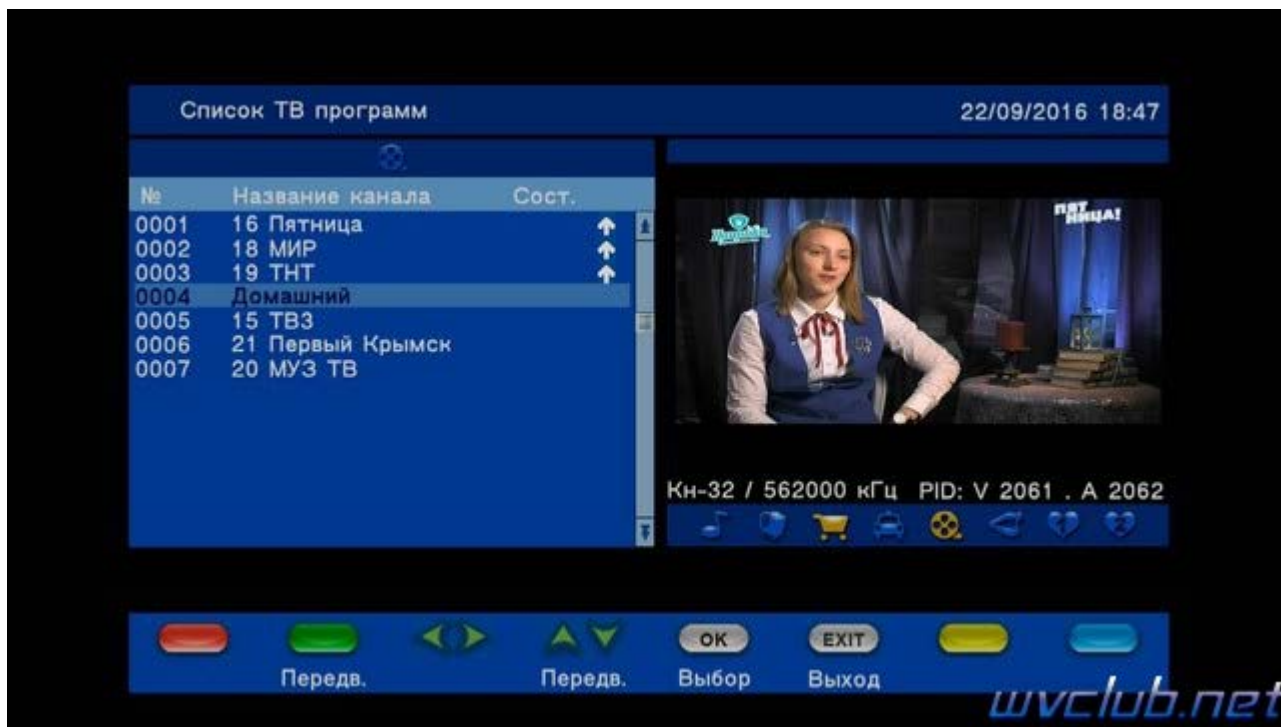 Список ТВ программ 22/09/2016 18:47
№ Название канала Сост.
0001 16 Пятница
0002 18 МИР
0003 19 ТНТ
0004 Домашний
0005 15 ТВ3
0006 21 Первый Крымск
0007 20 МУЗ ТВ
ПЯТ
НИЦА!
Кн-32 / 562000 кГц PID: V 2061 . A 2062
OK EXIT
Передв. Передв. Выбор Выход
wvclub.net